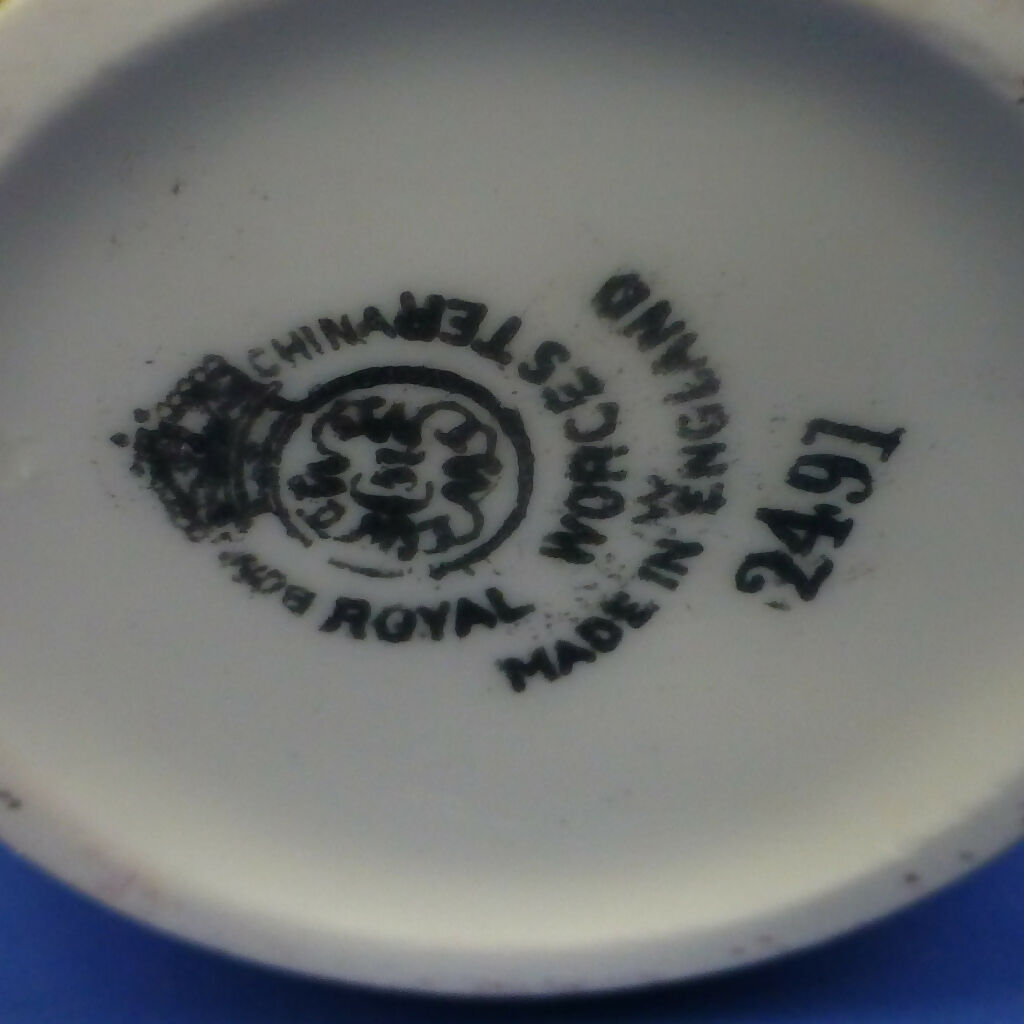 BONE CHINA
ROYAL WORCESTER
MADE IN ENGLAND
2491